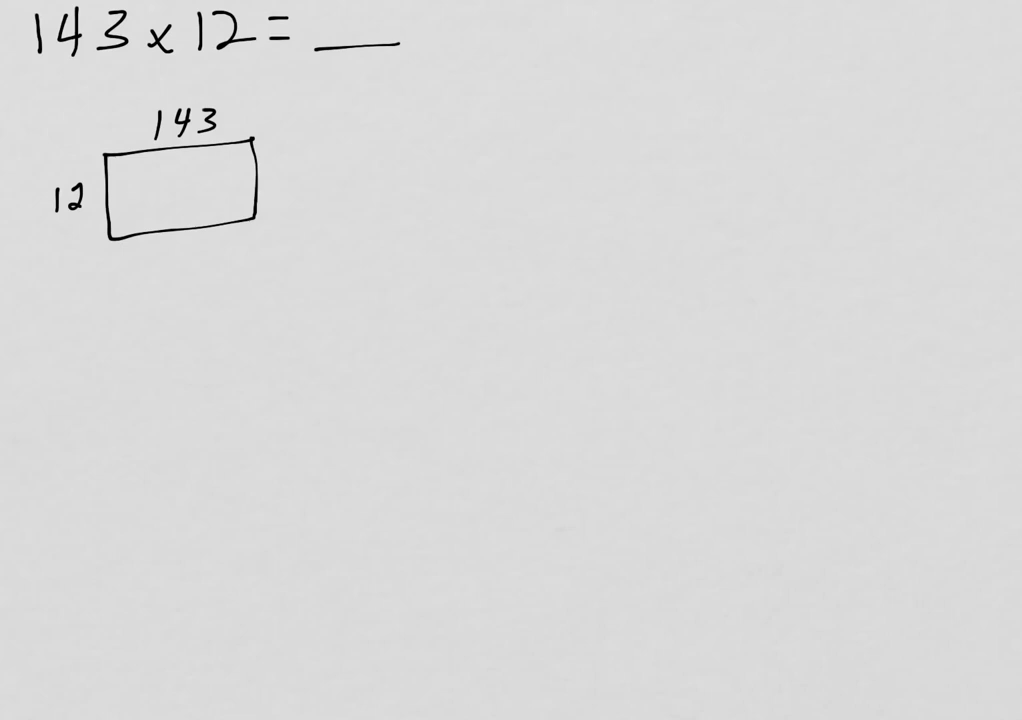 143 x 12 = ___
143
12